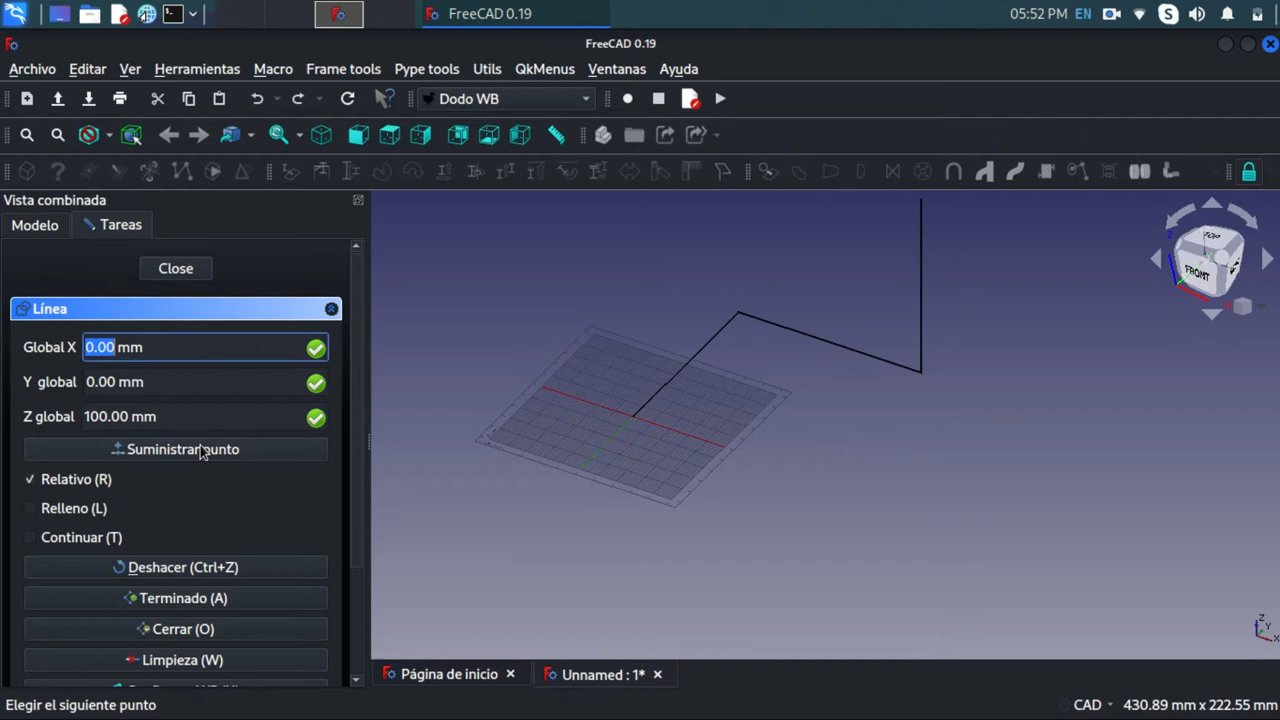 FreeCAD 0.19
05:52 PM EN
FreeCAD 0.19
Archivo Editar Ver Herramientas Macro Frame tools Pype tools Utils QkMenus Ventanas Ayuda
Dodo WB
Vista combinada
Modelo Tareas
Close
Línea
Global X 0.00 mm
Y global 0.00 mm
Z global 100.00 mm
Suministrar punto
Relativo (R)
Relleno (L)
Continuar (T)
Deshacer (Ctrl+Z)
Terminado (A)
Cerrar (O)
Limpieza (W)
TOP
FRONT
Z
X
Z
Y
X
Página de inicio Unnamed : 1*
Elegir el siguiente punto CAD 430.89 mm x 222.55 mm